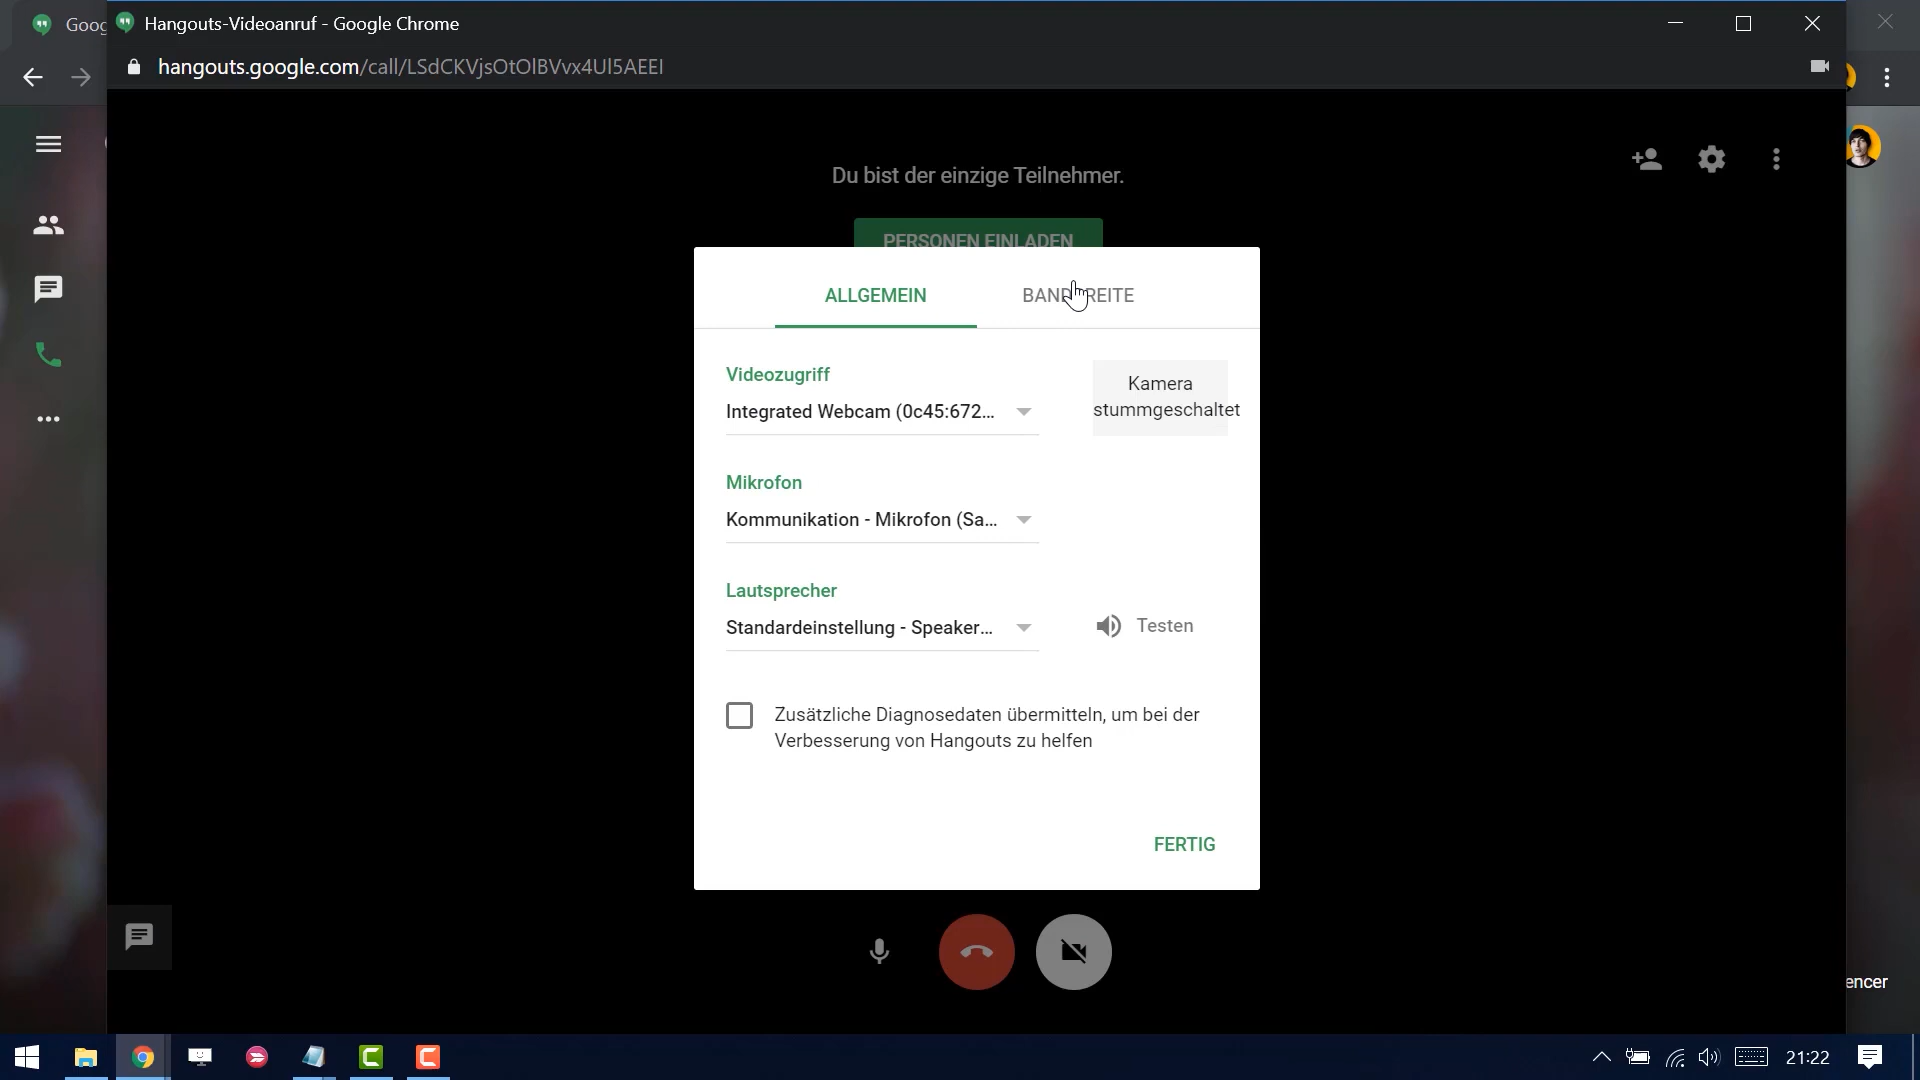 Goog
Hangouts-Videoanruf - Google Chrome
hangouts.google.com/call/LSdCKVjsOtOlBVvx4Ul5AEEI
Du bist der einzige Teilnehmer.
PERSONEN EINLADEN
ALLGEMEIN
BANDBREITE
Videozugriff
Integrated Webcam (0c45:672...
Kamera
stummgeschaltet
Mikrofon
Kommunikation - Mikrofon (Sa...
Lautsprecher
Standardeinstellung - Speaker...
Testen
Zusätzliche Diagnosedaten übermitteln, um bei der
Verbesserung von Hangouts zu helfen
FERTIG
encer
21:22